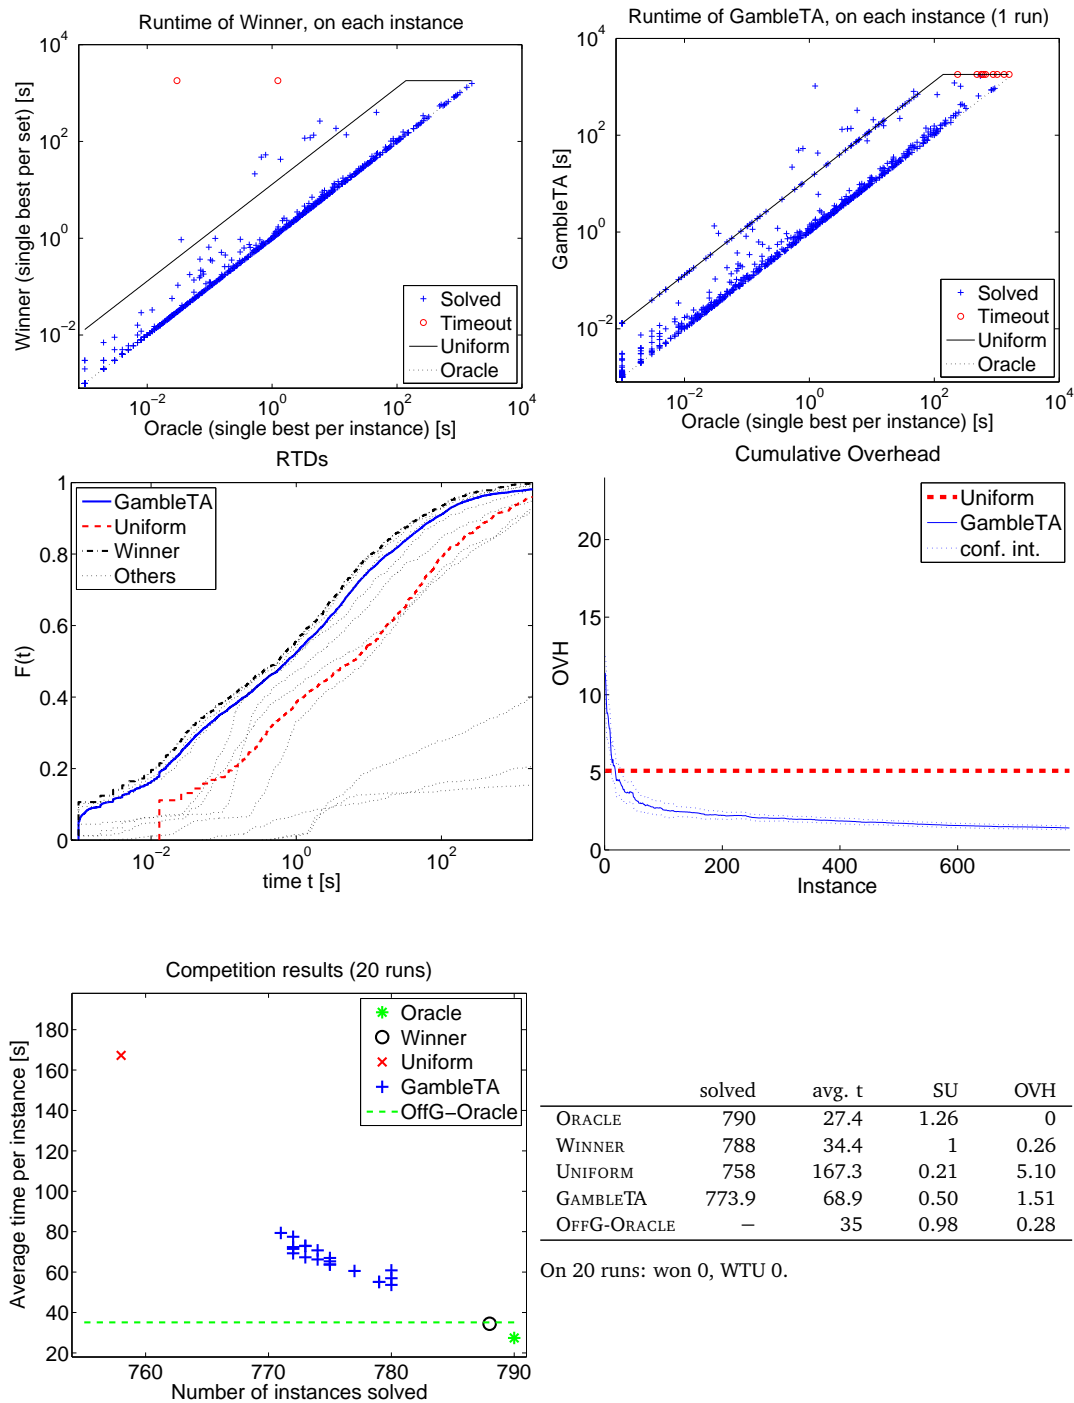 Runtime of Winner, on each instance
Winner (single best per set) [s]
10^4
10^2
10^0
10^−2
Solved
Timeout
Uniform
Oracle
10^−2
10^0
10^2
10^4
Oracle (single best per instance) [s]
Runtime of GambleTA, on each instance (1 run)
GambleTA [s]
10^4
10^2
10^0
10^−2
Solved
Timeout
Uniform
Oracle
10^−2
10^0
10^2
10^4
Oracle (single best per instance) [s]
RTDs
F(t)
1
0.8
0.6
0.4
0.2
0
GambleTA
Uniform
Winner
Others
10^−2
10^0
10^2
time t [s]
Cumulative Overhead
OVH
20
15
10
5
0
Uniform
GambleTA
conf. int.
0
200
400
600
Instance
Competition results (20 runs)
Average time per instance [s]
180
160
140
120
100
80
60
40
20
Oracle
Winner
Uniform
GambleTA
OffG−Oracle
760
770
780
790
Number of instances solved
solved avg. t SU OVH
ORACLE 790 27.4 1.26 0
WINNER 788 34.4 1 0.26
UNIFORM 758 167.3 0.21 5.10
GAMBLETA 773.9 68.9 0.50 1.51
OFFG-ORACLE – 35 0.98 0.28
On 20 runs: won 0, WTU 0.